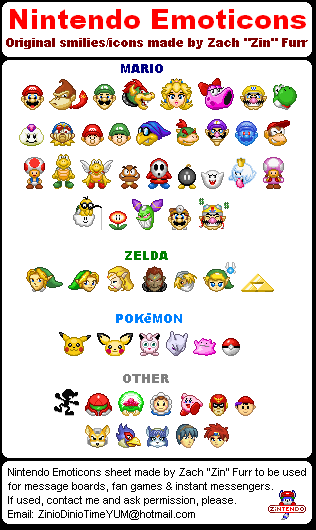 Nintendo Emoticons
Original smilies/icons made by Zach "Zin" Furr
MARIO
ZELDA
POKéMON
OTHER
Nintendo Emoticons sheet made by Zach "Zin" Furr to be used
for message boards, fan games & instant messengers.
If used, contact me and ask permission, please.
Email: ZinioDinioTimeYUM@hotmail.com
ZiNTENDO